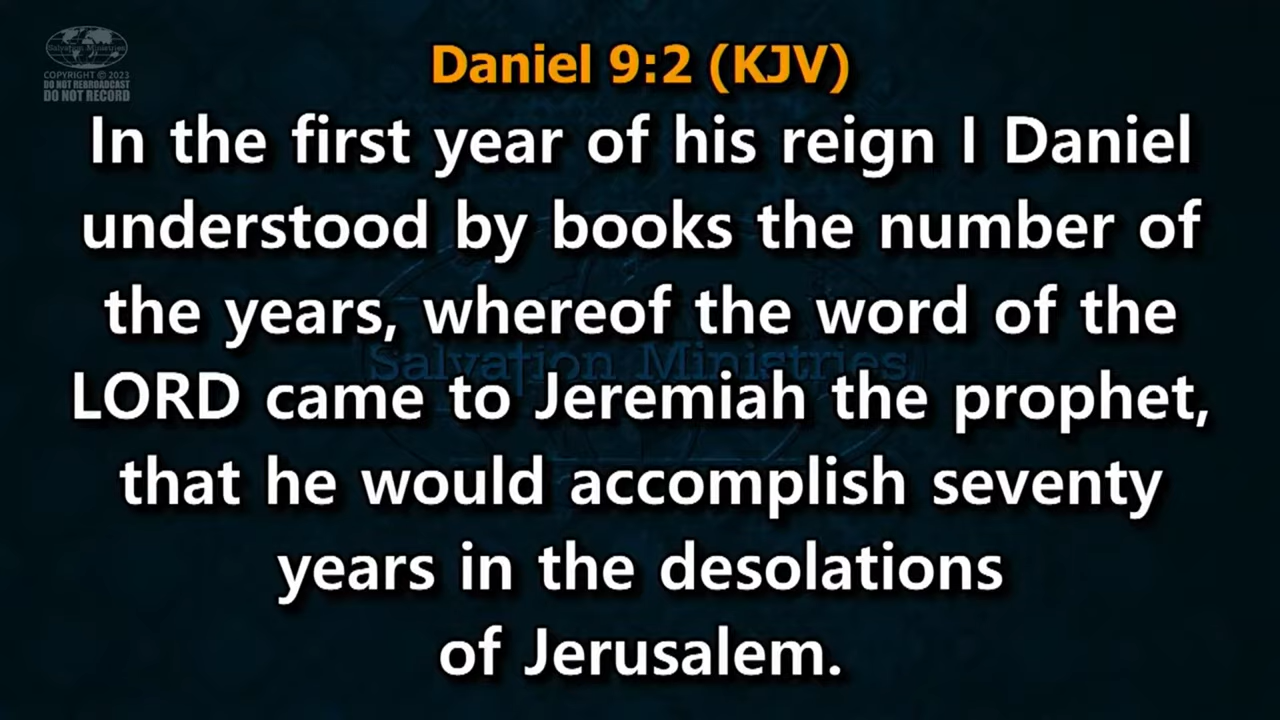 Salvation Ministries
COPYRIGHT © 2023
DO NOT REBROADCAST
DO NOT RECORD
Daniel 9:2 (KJV)
In the first year of his reign I Daniel
understood by books the number of
the years, whereof the word of the
Salvation Ministries
LORD came to Jeremiah the prophet,
that he would accomplish seventy
years in the desolations
of Jerusalem.